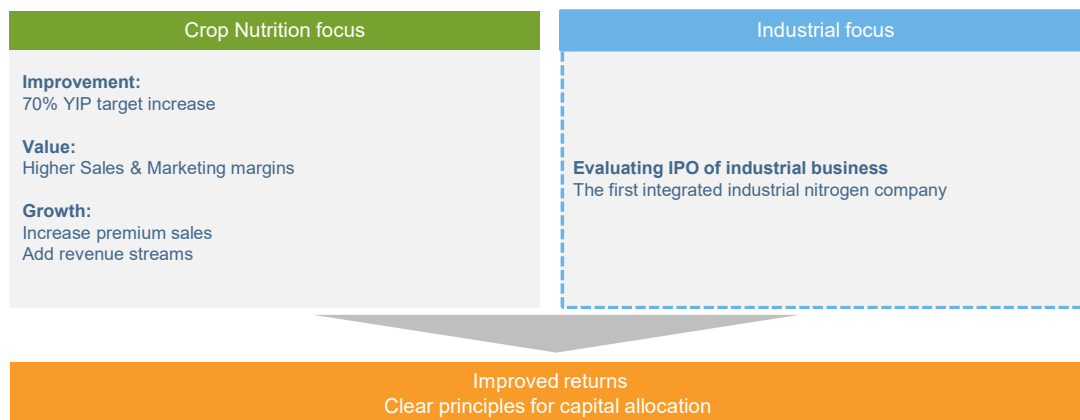 Crop Nutrition focus
Improvement:
70% YIP target increase
Value:
Higher Sales & Marketing margins
Growth:
Increase premium sales
Add revenue streams
Industrial focus
Evaluating IPO of industrial business
The first integrated industrial nitrogen company
Improved returns
Clear principles for capital allocation